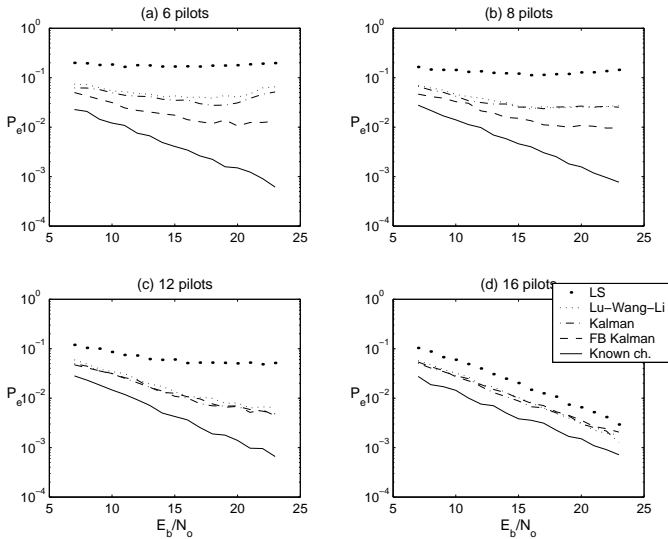 (a) 6 pilots
(b) 8 pilots
10^0
10^-1
10^-2
10^-3
10^-4
P_e
5 10 15 20 25
10^0
10^-1
10^-2
10^-3
10^-4
P_e
5 10 15 20 25
(c) 12 pilots
(d) 16 pilots
10^0
10^-1
10^-2
10^-3
10^-4
P_e
5 10 15 20 25
E_b/N_o
10^0
10^-1
10^-2
10^-3
10^-4
P_e
5 10 15 20 25
E_b/N_o
LS
Lu−Wang−Li
Kalman
FB Kalman
Known ch.